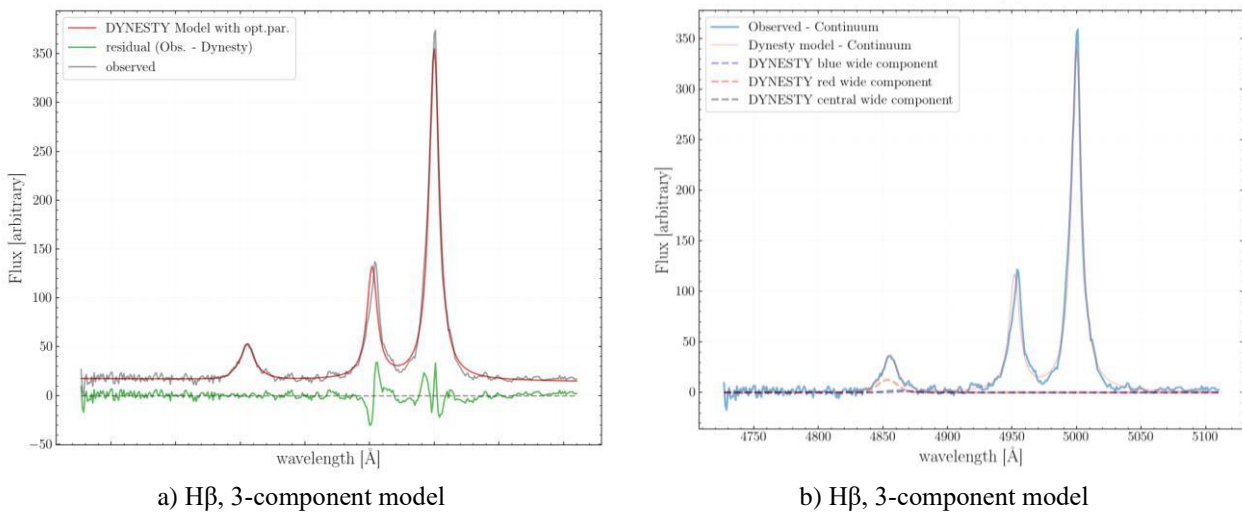 DYNESTY Model with opt.par.
residual (Obs. - Dynesty)
observed
350
300
250
200
150
100
50
0
−50
Flux [arbitrary]
wavelength [Å]
a) Hβ, 3-component model
Observed - Continuum
Dynesty model - Continuum
DYNESTY blue wide component
DYNESTY red wide component
DYNESTY central wide component
350
300
250
200
150
100
50
0
Flux [arbitrary]
4750 4800 4850 4900 4950 5000 5050 5100
wavelength [Å]
b) Hβ, 3-component model